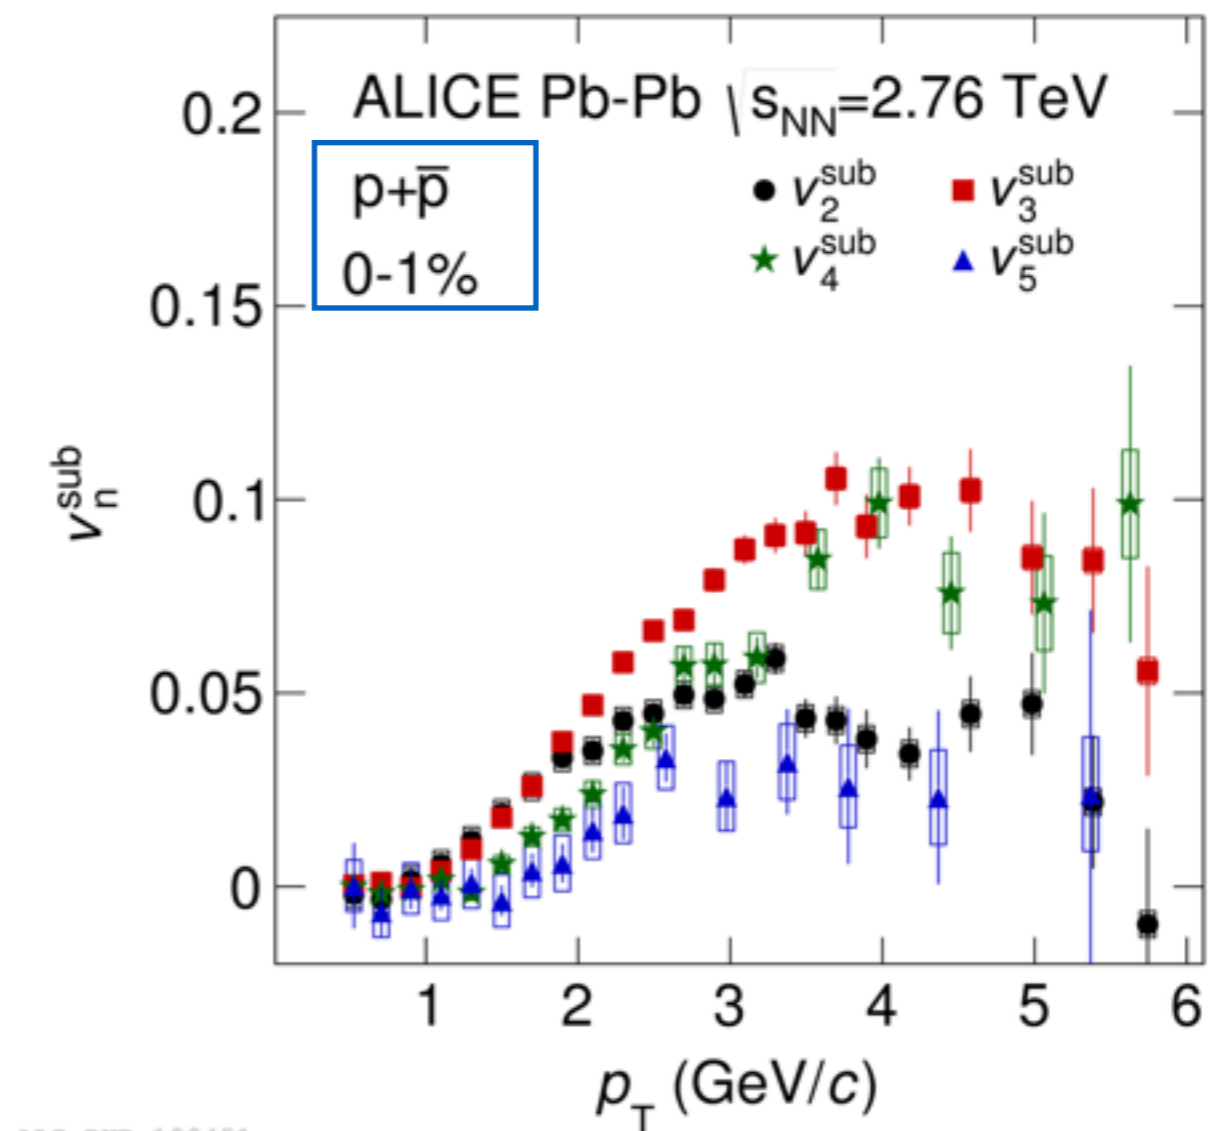 ALICE Pb-Pb √sNN=2.76 TeV
p+p̅
0-1%
v2sub v3sub
v4sub v5sub
0.2
0.15
0.1
0.05
0
vnsub
1 2 3 4 5 6
pT (GeV/c)